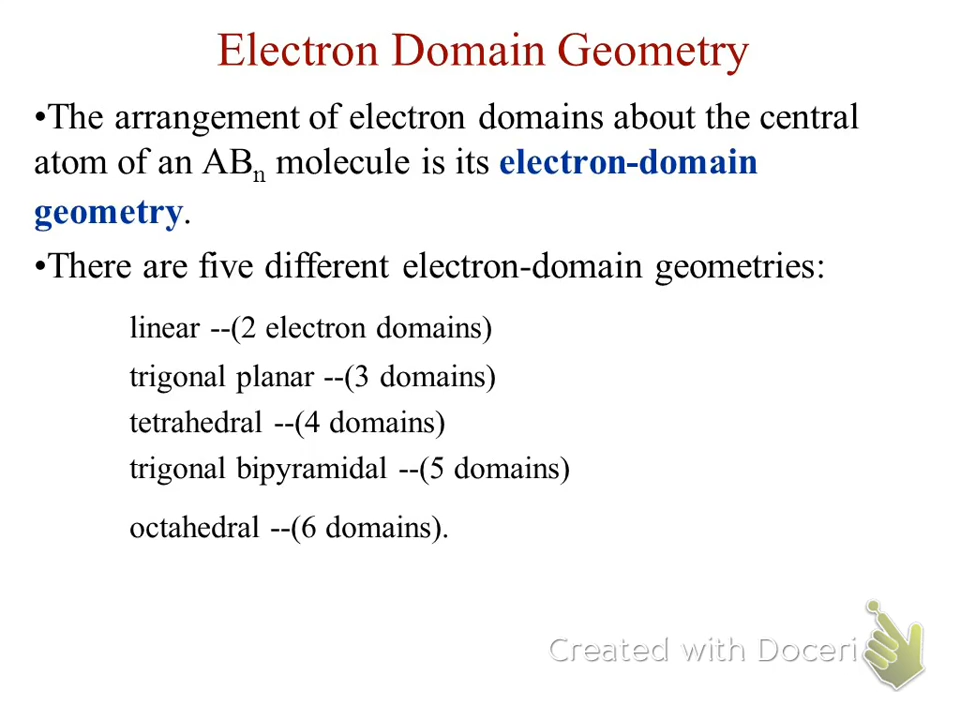 Electron Domain Geometry
•The arrangement of electron domains about the central
atom of an ABn molecule is its electron-domain
geometry.
•There are five different electron-domain geometries:
linear --(2 electron domains)
trigonal planar --(3 domains)
tetrahedral --(4 domains)
trigonal bipyramidal --(5 domains)
octahedral --(6 domains).
Created with Doceri